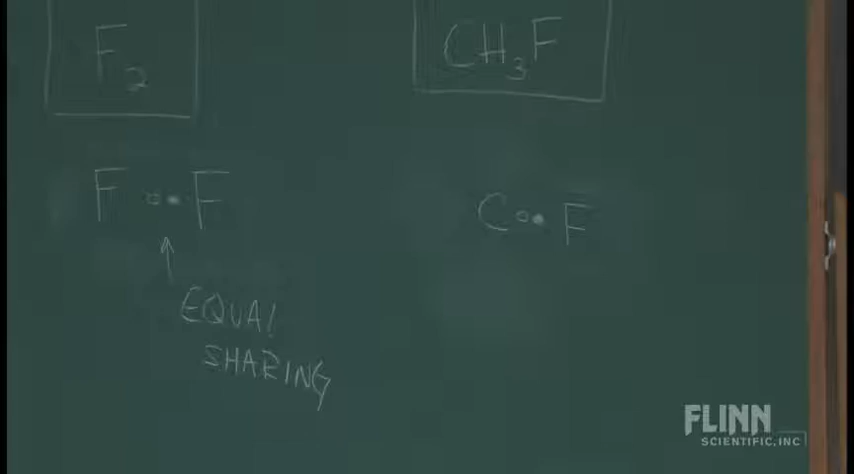 F₂
CH₃F
F •• F
C •• F
↑
EQUAL
SHARING
FLINN
SCIENTIFIC, INC